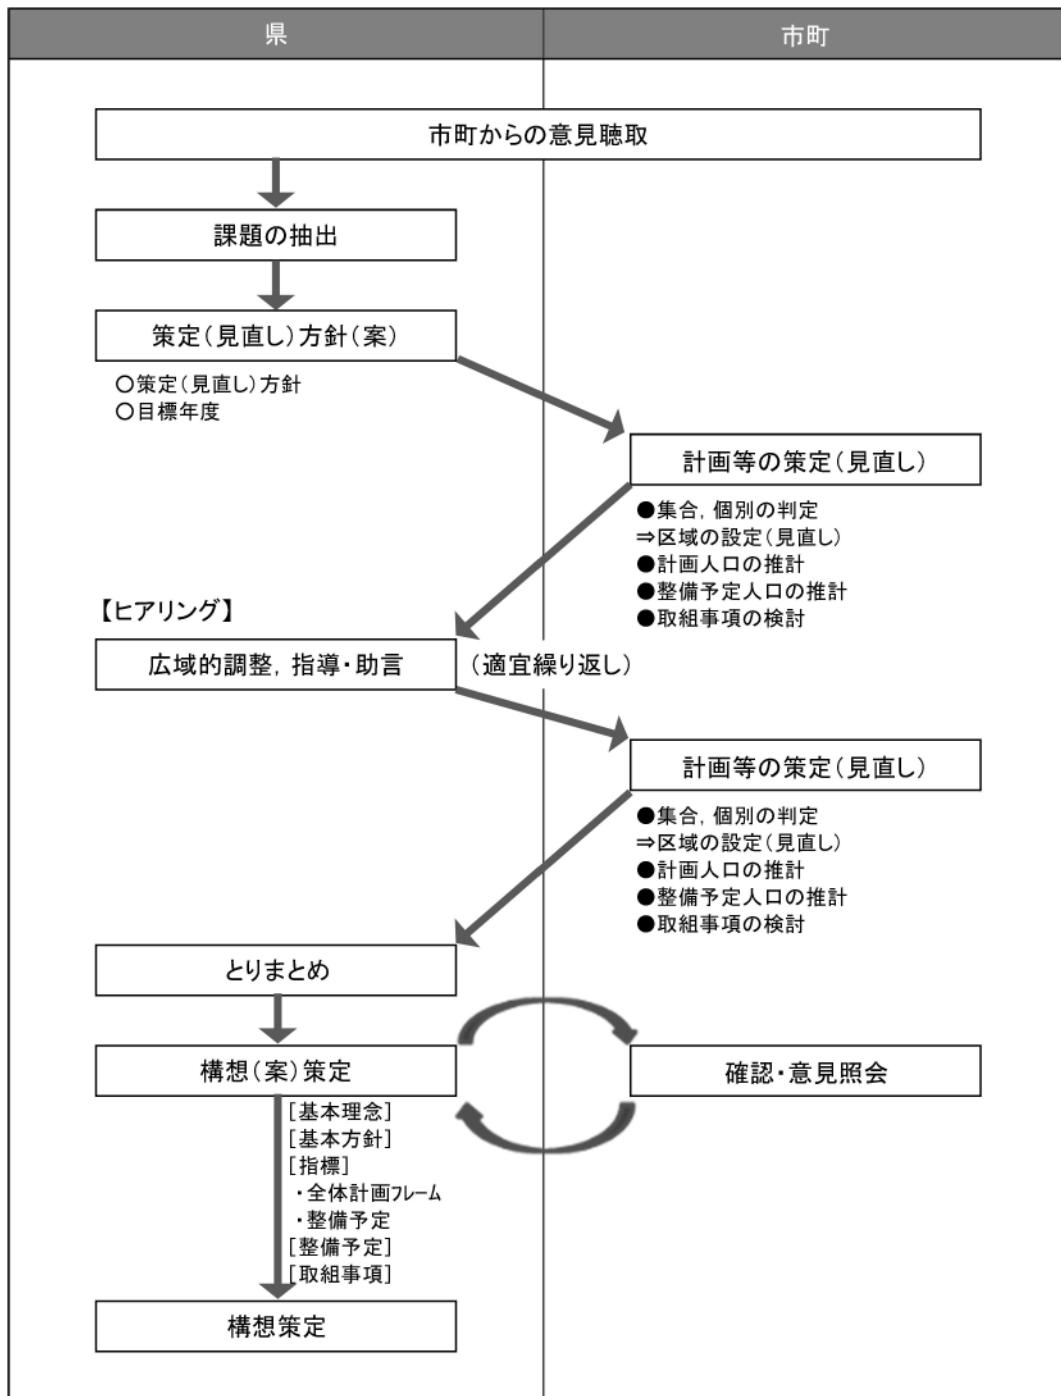 県
市町
市町からの意見聴取
課題の抽出
策定（見直し）方針（案）
○策定（見直し）方針
○目標年度
計画等の策定（見直し）
●集合，個別の判定
⇒区域の設定（見直し）
●計画人口の推計
●整備予定人口の推計
●取組事項の検討
【ヒアリング】
広域的調整，指導・助言
（適宜繰り返し）
計画等の策定（見直し）
●集合，個別の判定
⇒区域の設定（見直し）
●計画人口の推計
●整備予定人口の推計
●取組事項の検討
とりまとめ
構想（案）策定
確認・意見照会
［基本理念］
［基本方針］
［指標］
・全体計画ﾌﾚｰﾑ
・整備予定
［整備予定］
［取組事項］
構想策定